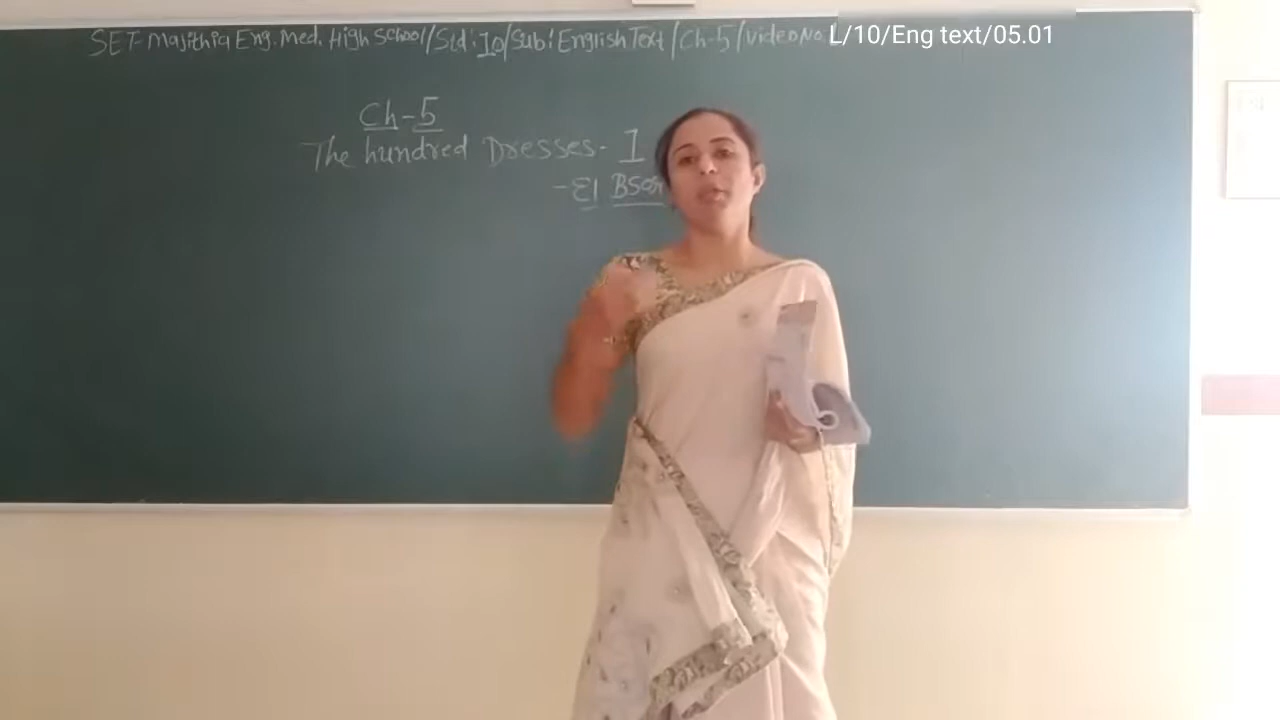 SET-Majithia Eng. Med. High School/Std:10/Sub:English Text/Ch-5/Video No. L/10/Eng text/05.01
Ch-5
The hundred Dresses- I
-El BSor